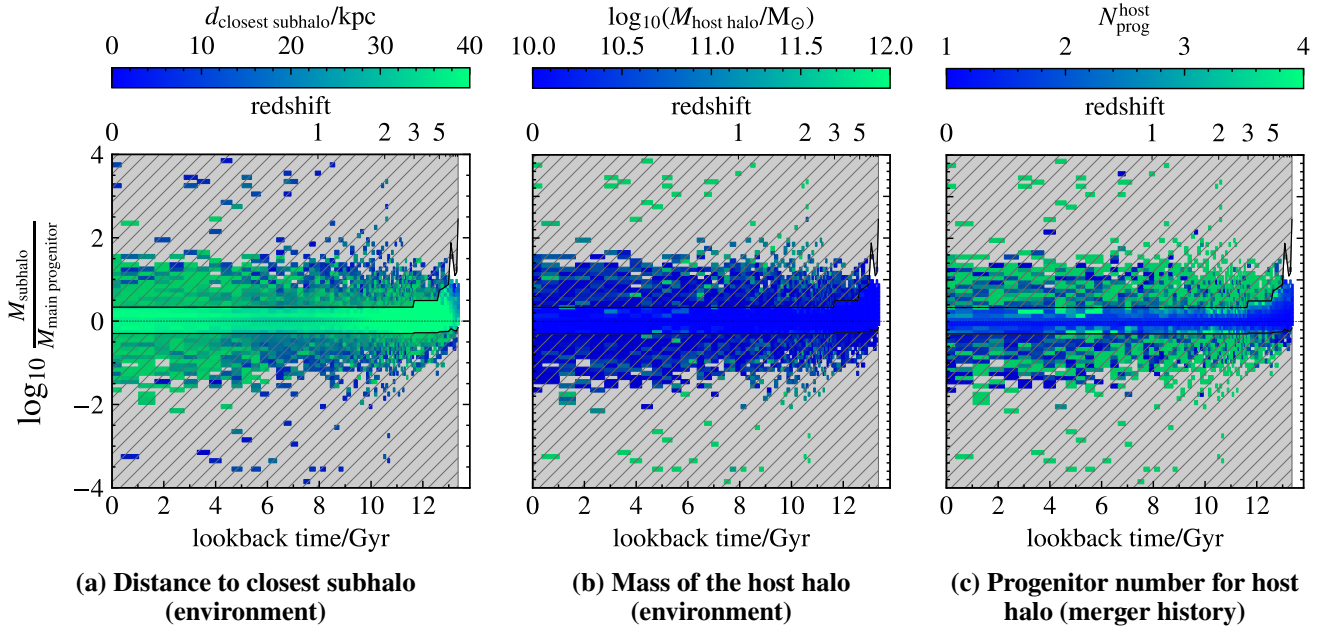 d_closest subhalo/kpc
0 10 20 30 40
redshift
0 1 2 3 5
log10 M_subhalo / M_main progenitor
4
2
0
−2
−4
0 2 4 6 8 10 12
lookback time/Gyr
(a) Distance to closest subhalo
(environment)
log10(M_host halo/M⊙)
10.0 10.5 11.0 11.5 12.0
redshift
0 1 2 3 5
0 2 4 6 8 10 12
lookback time/Gyr
(b) Mass of the host halo
(environment)
N_prog^host
1 2 3 4
redshift
0 1 2 3 5
0 2 4 6 8 10 12
lookback time/Gyr
(c) Progenitor number for host
halo (merger history)